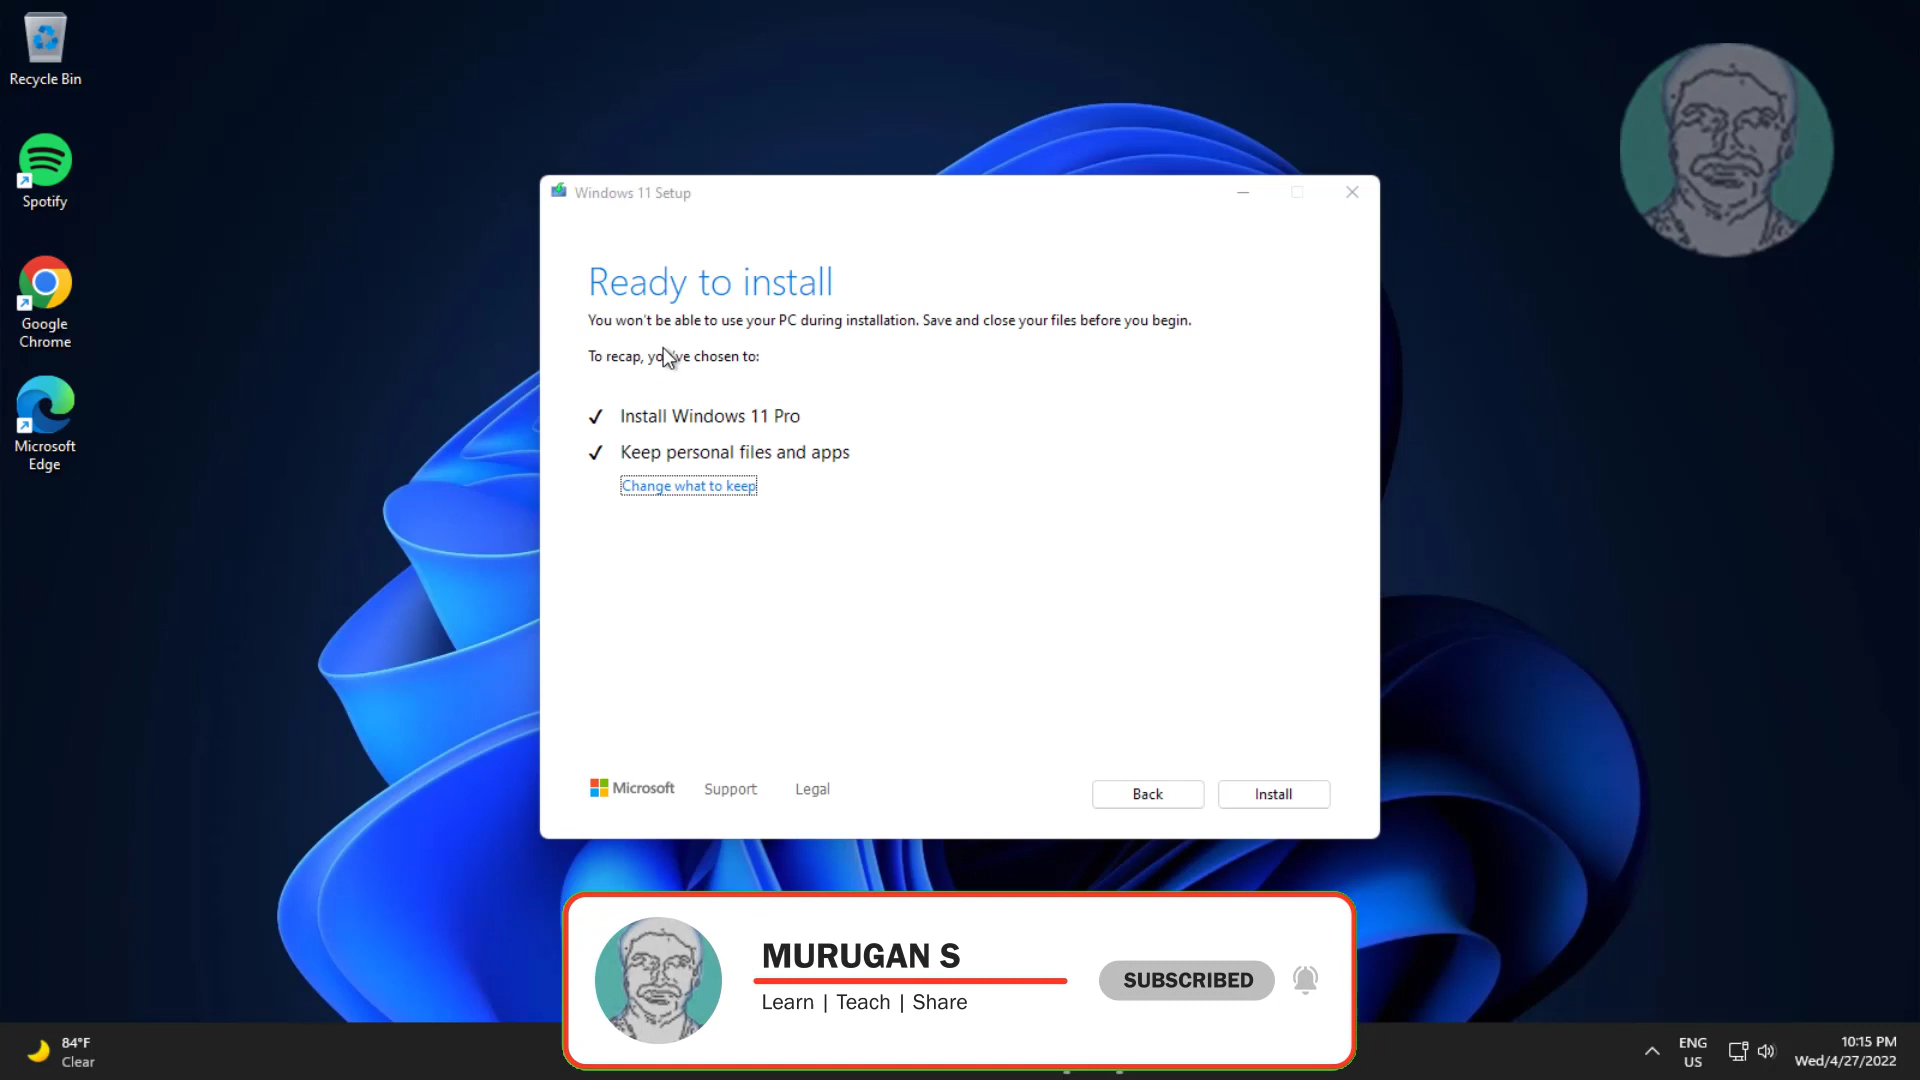 Recycle Bin
Spotify
Google
Chrome
Microsoft
Edge
Windows 11 Setup
Ready to install
You won't be able to use your PC during installation. Save and close your files before you begin.
To recap, you've chosen to:
✓ Install Windows 11 Pro
✓ Keep personal files and apps
Change what to keep
Microsoft Support Legal
Back Install
MURUGAN S
Learn | Teach | Share
SUBSCRIBED
84°F
Clear
ENG
US
10:15 PM
Wed/4/27/2022